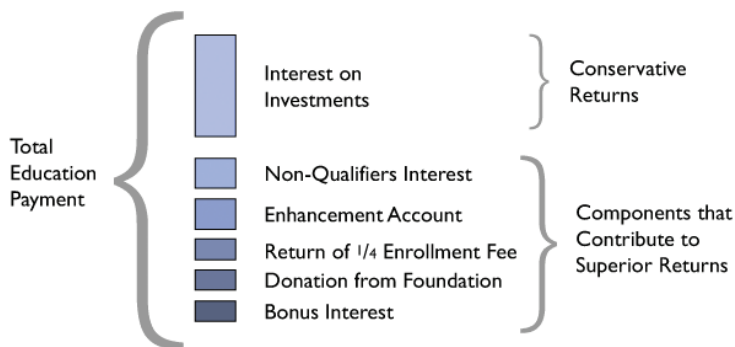 Total
Education
Payment
Interest on
Investments
Conservative
Returns
Non-Qualifiers Interest
Enhancement Account
Return of 1/4 Enrollment Fee
Donation from Foundation
Bonus Interest
Components that
Contribute to
Superior Returns